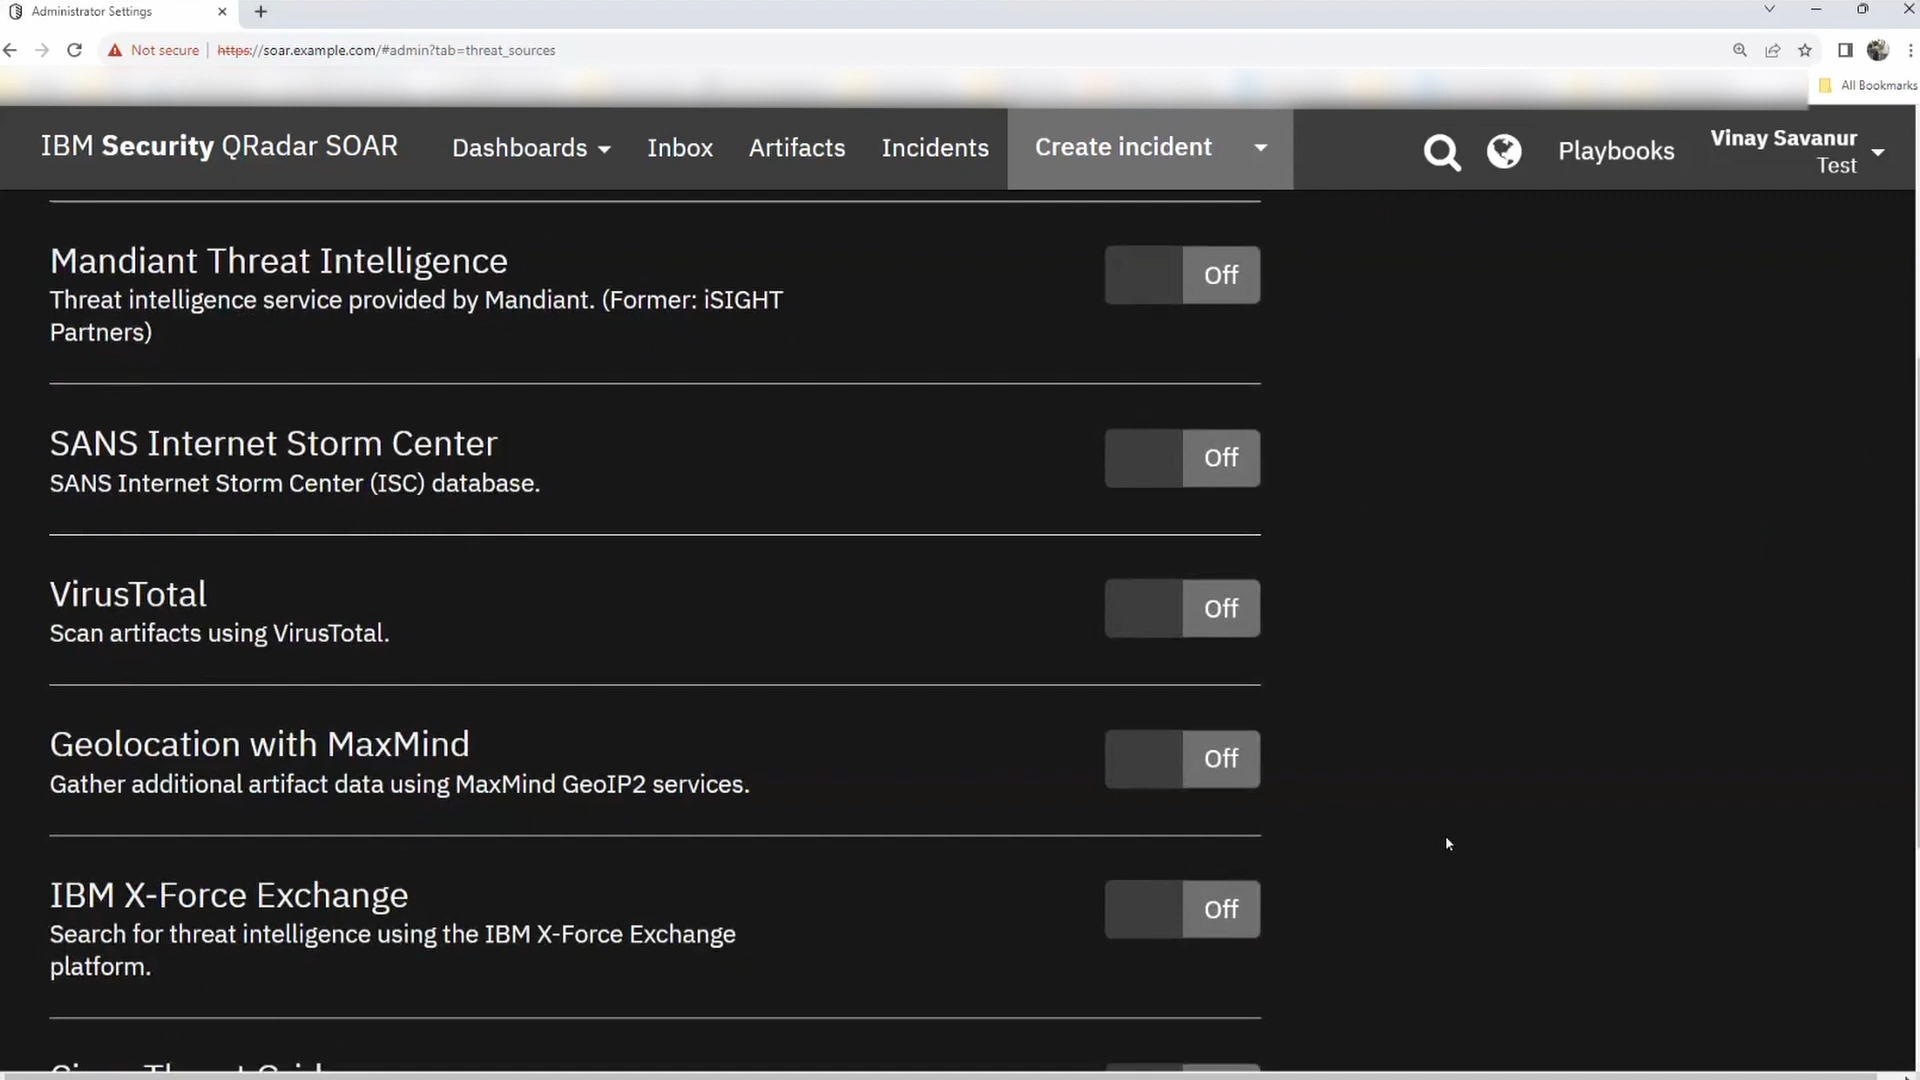 Administrator Settings
Not secure https://soar.example.com/#admin?tab=threat_sources
All Bookmarks
IBM Security QRadar SOAR
Dashboards
Inbox
Artifacts
Incidents
Create incident
Playbooks
Vinay Savanur
Test
Mandiant Threat Intelligence
Off
Threat intelligence service provided by Mandiant. (Former: iSIGHT
Partners)
SANS Internet Storm Center
Off
SANS Internet Storm Center (ISC) database.
VirusTotal
Off
Scan artifacts using VirusTotal.
Geolocation with MaxMind
Off
Gather additional artifact data using MaxMind GeoIP2 services.
IBM X-Force Exchange
Off
Search for threat intelligence using the IBM X-Force Exchange
platform.